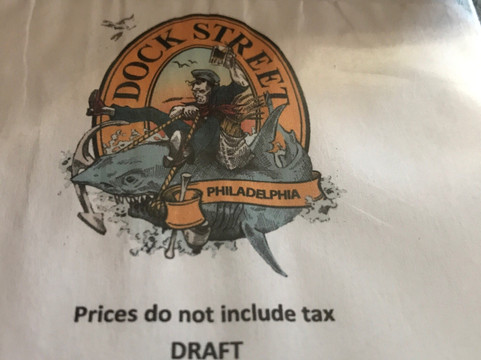 DOCK STREET
PHILADELPHIA
Prices do not include tax
DRAFT